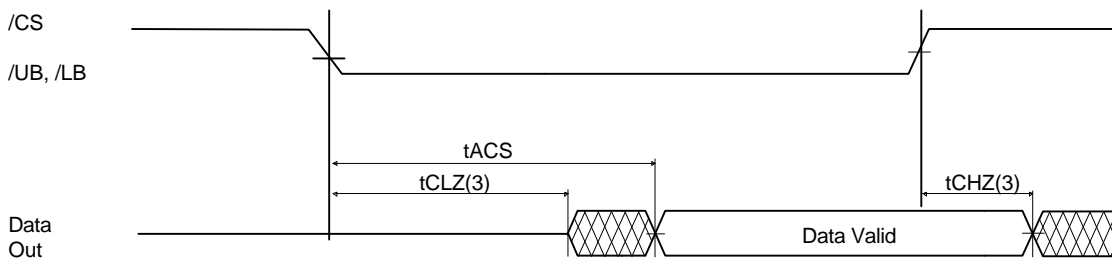 /CS
/UB, /LB
tACS
tCLZ(3)
tCHZ(3)
Data
Out
Data Valid